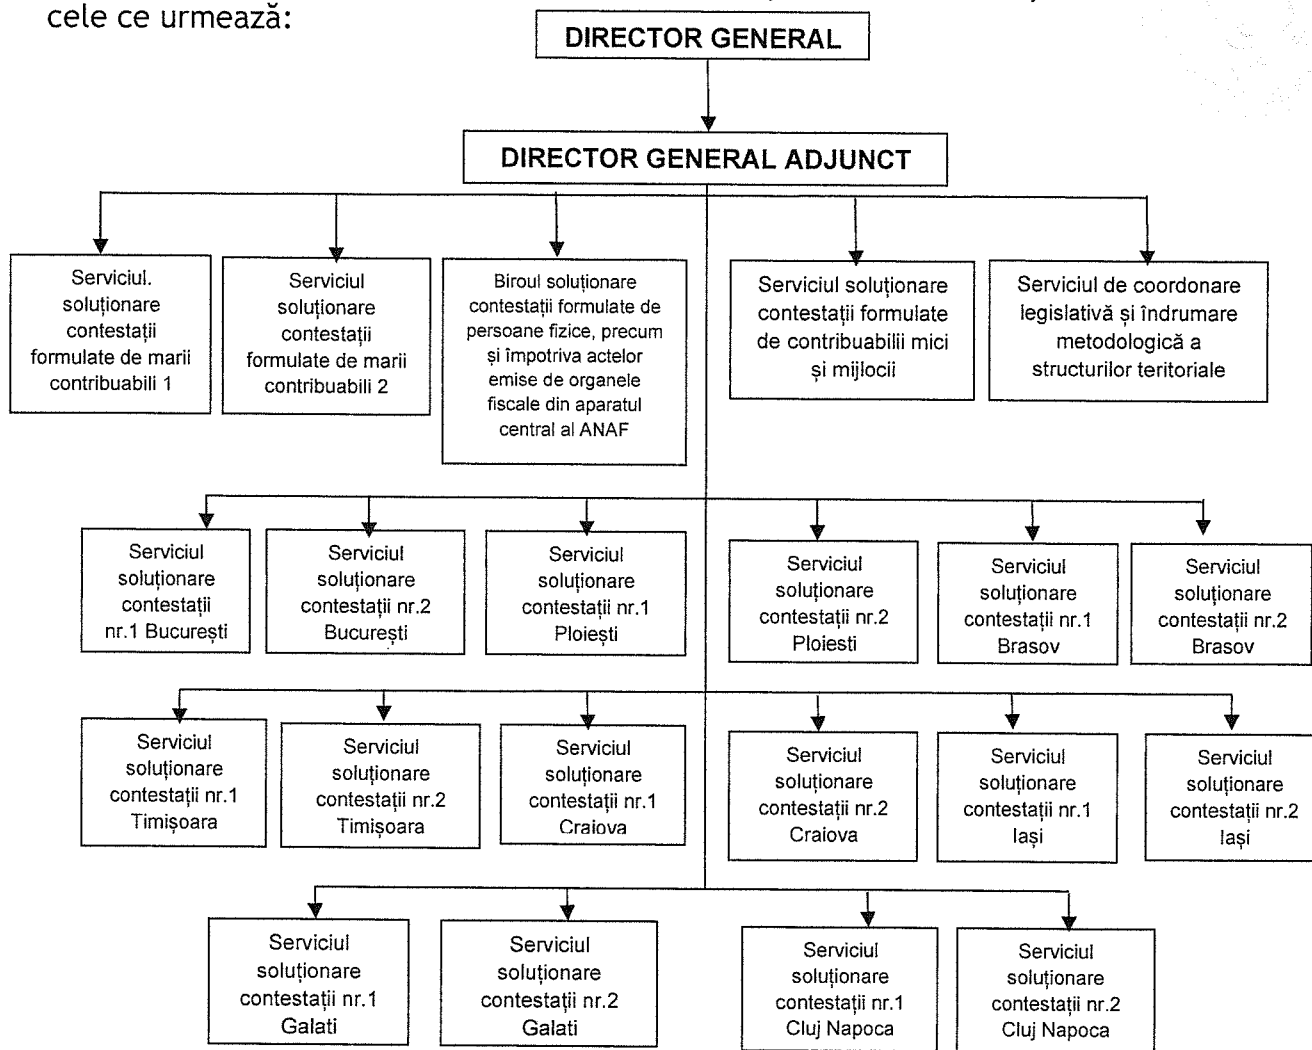 cele ce urmează:
DIRECTOR GENERAL
DIRECTOR GENERAL ADJUNCT
Serviciul.
soluționare
contestații
formulate de marii
contribuabili 1
Serviciul
soluționare
contestații
formulate de marii
contribuabili 2
Biroul soluționare
contestații formulate de
persoane fizice, precum
și împotriva actelor
emise de organele
fiscale din aparatul
central al ANAF
Serviciul soluționare
contestații formulate
de contribuabilii mici
și mijlocii
Serviciul de coordonare
legislativă și îndrumare
metodologică a
structurilor teritoriale
Serviciul
soluționare
contestații
nr.1 București
Serviciul
soluționare
contestații nr.2
București
Serviciul
soluționare
contestații nr.1
Ploiești
Serviciul
soluționare
contestații nr.2
Ploiesti
Serviciul
soluționare
contestații nr.1
Brasov
Serviciul
soluționare
contestații nr.2
Brasov
Serviciul
soluționare
contestații nr.1
Timișoara
Serviciul
soluționare
contestații nr.2
Timișoara
Serviciul
soluționare
contestații nr.1
Craiova
Serviciul
soluționare
contestații nr.2
Craiova
Serviciul
soluționare
contestații nr.1
Iași
Serviciul
soluționare
contestații nr.2
Iași
Serviciul
soluționare
contestații nr.1
Galati
Serviciul
soluționare
contestații nr.2
Galati
Serviciul
soluționare
contestații nr.1
Cluj Napoca
Serviciul
soluționare
contestații nr.2
Cluj Napoca